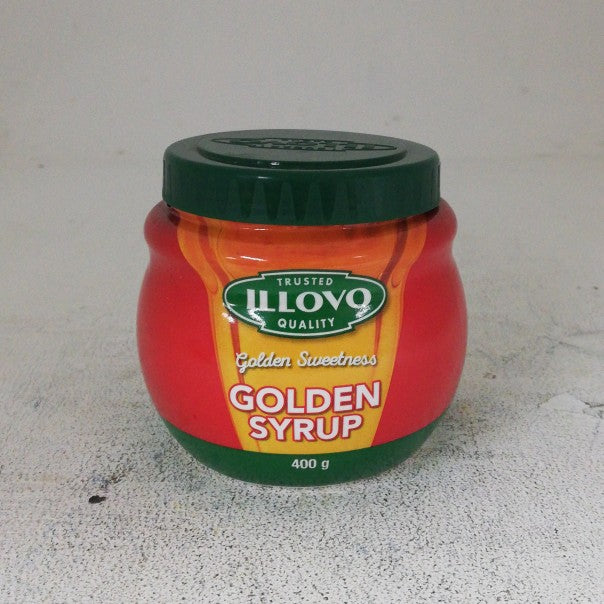 TRUSTED
ILLOVO
QUALITY
Golden Sweetness
GOLDEN
SYRUP
400 g